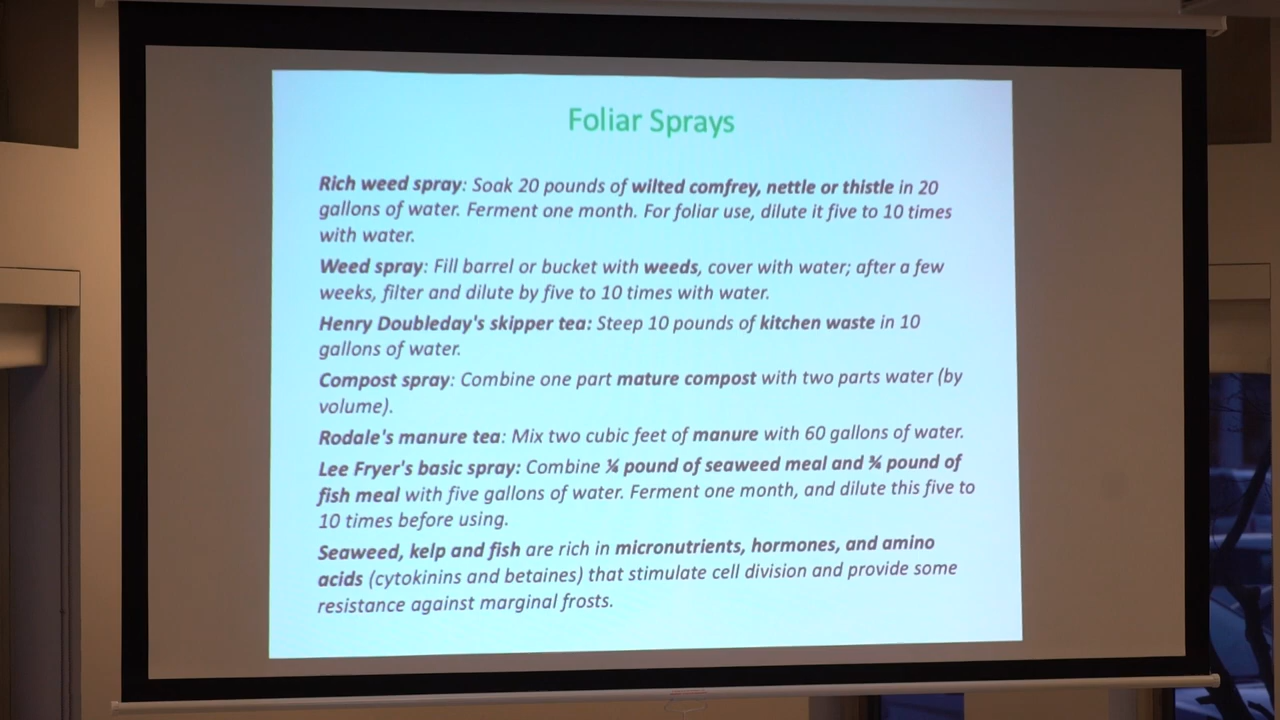 Foliar Sprays
Rich weed spray: Soak 20 pounds of wilted comfrey, nettle or thistle in 20
gallons of water. Ferment one month. For foliar use, dilute it five to 10 times
with water.
Weed spray: Fill barrel or bucket with weeds, cover with water; after a few
weeks, filter and dilute by five to 10 times with water.
Henry Doubleday's skipper tea: Steep 10 pounds of kitchen waste in 10
gallons of water.
Compost spray: Combine one part mature compost with two parts water (by
volume).
Rodale's manure tea: Mix two cubic feet of manure with 60 gallons of water.
Lee Fryer's basic spray: Combine ¼ pound of seaweed meal and ¾ pound of
fish meal with five gallons of water. Ferment one month, and dilute this five to
10 times before using.
Seaweed, kelp and fish are rich in micronutrients, hormones, and amino
acids (cytokinins and betaines) that stimulate cell division and provide some
resistance against marginal frosts.